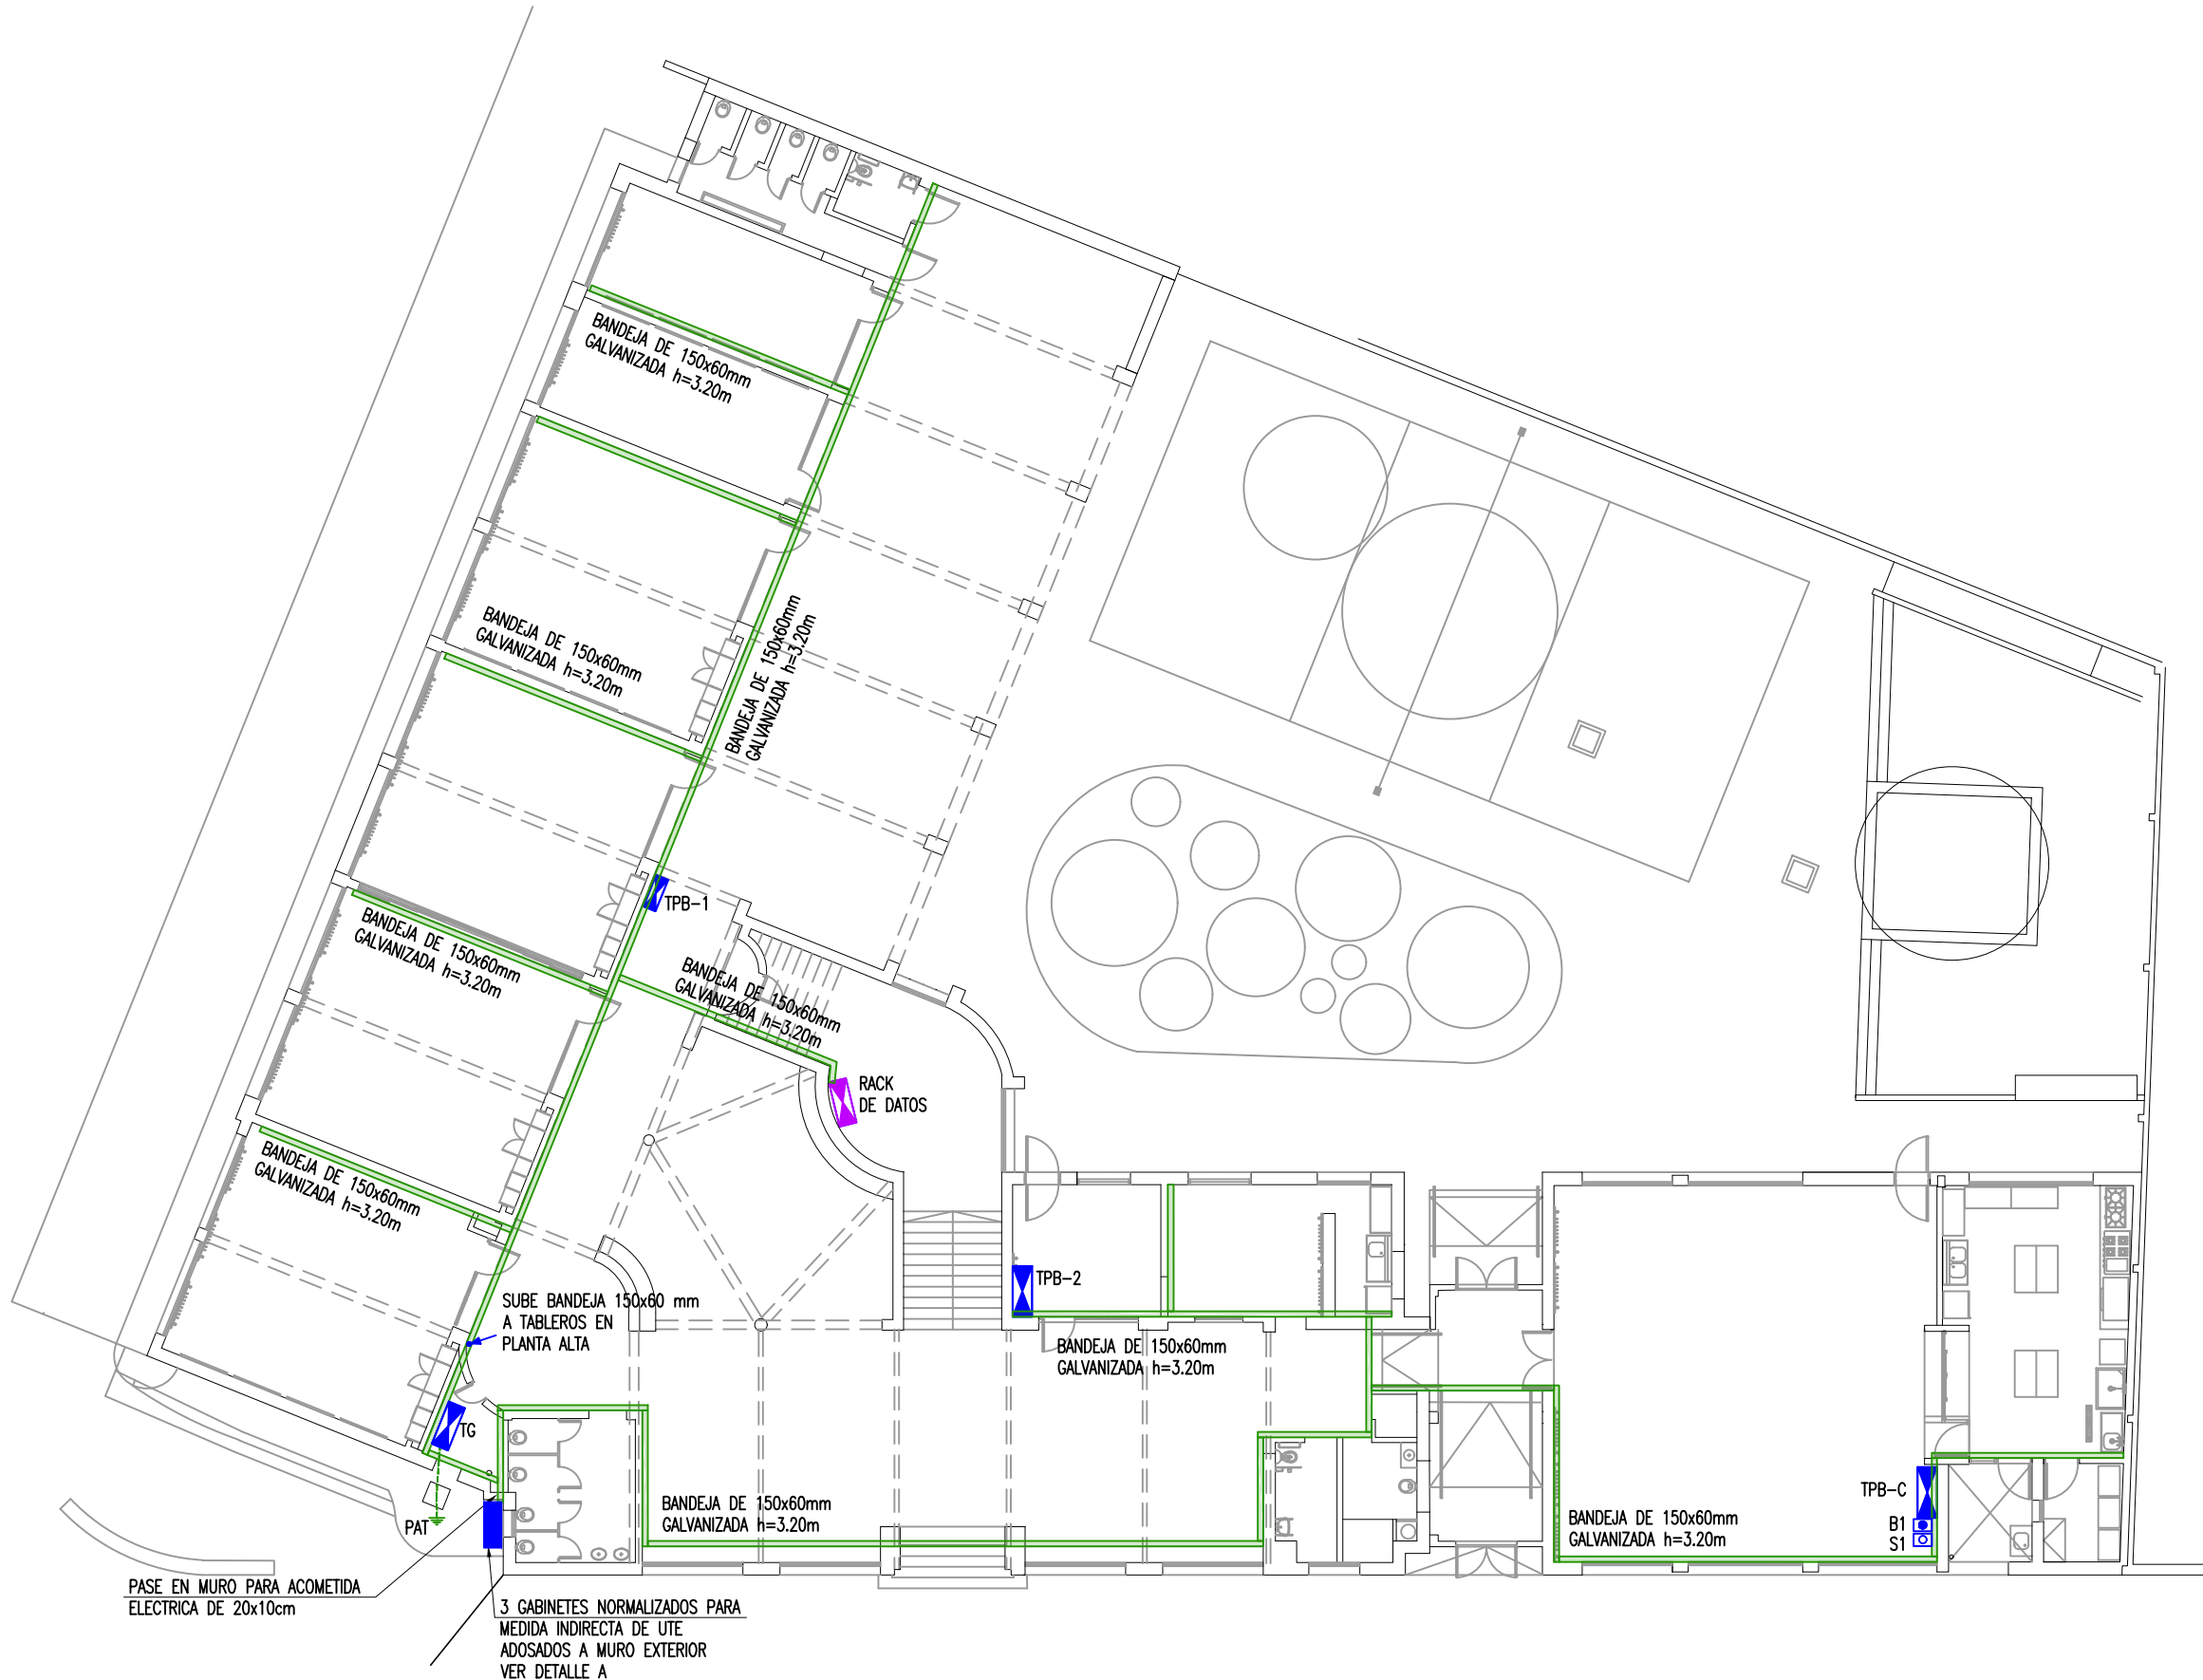 BANDEJA DE 150x60mm
GALVANIZADA h=3.20m
BANDEJA DE 150x60mm
GALVANIZADA h=3.20m
BANDEJA DE 150x60mm
GALVANIZADA h=3.20m
TPB-1
BANDEJA DE 150x60mm
GALVANIZADA h=3.20m
BANDEJA DE 150x60mm
GALVANIZADA h=3.20m
RACK
DE DATOS
BANDEJA DE 150x60mm
GALVANIZADA h=3.20m
TPB-2
SUBE BANDEJA 150x60 mm
A TABLEROS EN
PLANTA ALTA
BANDEJA DE 150x60mm
GALVANIZADA h=3.20m
TG
PAT
BANDEJA DE 150x60mm
GALVANIZADA h=3.20m
BANDEJA DE 150x60mm
GALVANIZADA h=3.20m
TPB-C
B1
S1
PASE EN MURO PARA ACOMETIDA
ELECTRICA DE 20x10cm
3 GABINETES NORMALIZADOS PARA
MEDIDA INDIRECTA DE UTE
ADOSADOS A MURO EXTERIOR
VER DETALLE A